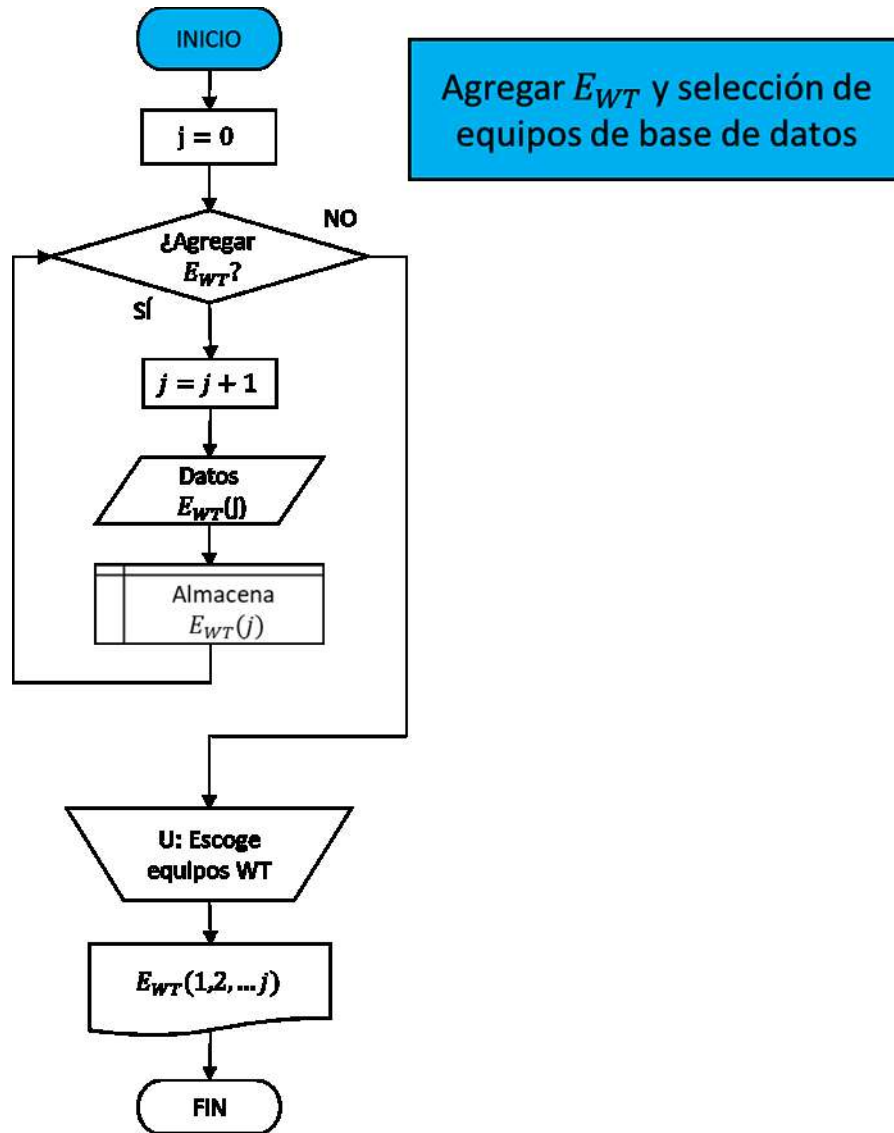 INICIO
Agregar E_WT y selección de
equipos de base de datos
j = 0
NO
¿Agregar
E_WT?
SÍ
j = j + 1
Datos
E_WT(j)
Almacena
E_WT(j)
U: Escoge
equipos WT
E_WT(1,2, ... j)
FIN